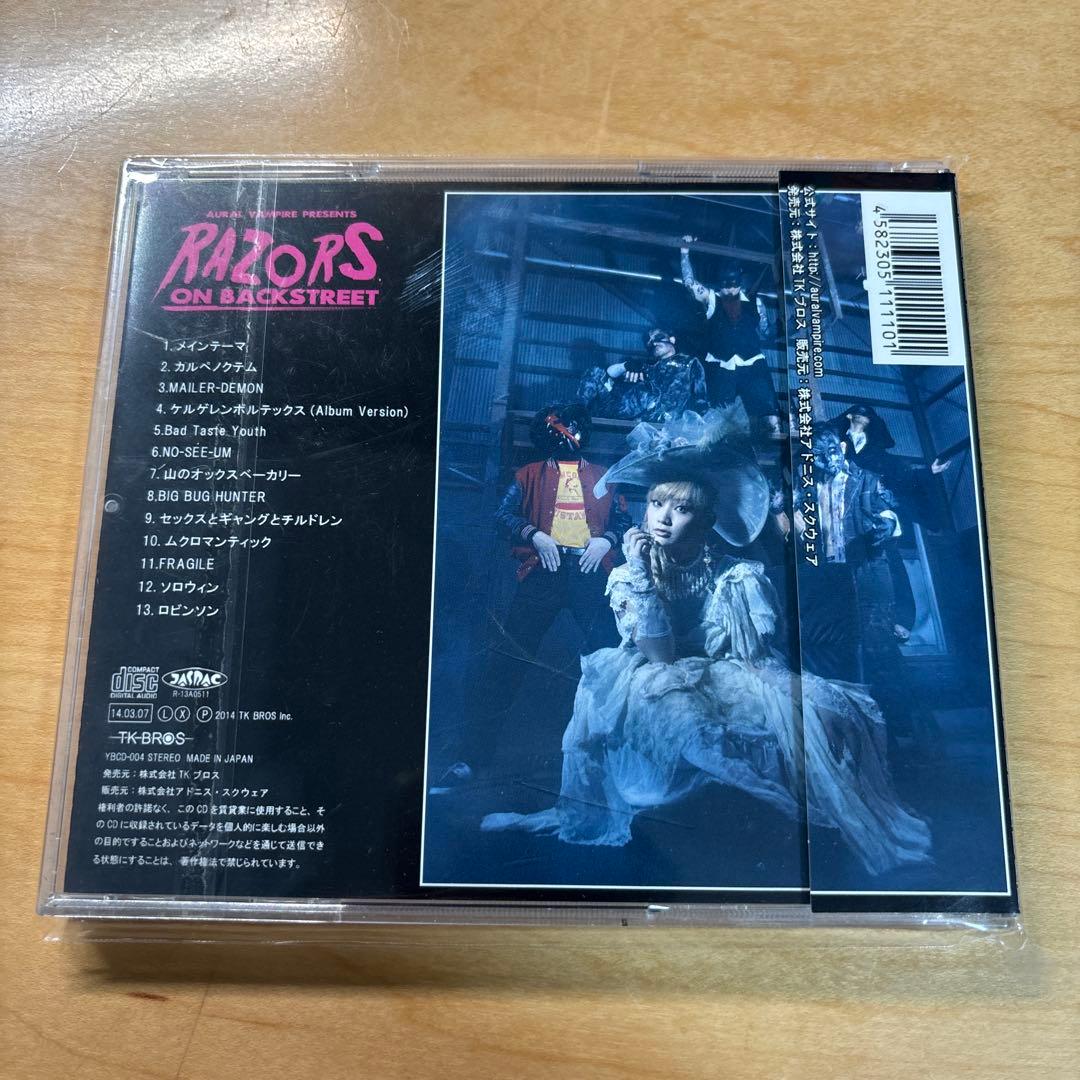 AURAL VAMPIRE PRESENTS
RAZORS
ON BACKSTREET
1. メインテーマ
2. カルペノクテム
3.MAILER-DEMON
4. ケルゲレンボルテックス (Album Version)
5.Bad Taste Youth
6.NO-SEE-UM
7. 山のオックスベーカリー
8.BIG BUG HUNTER
9. セックスとギャングとチルドレン
10. ムクロマンティック
11.FRAGILE
12. ソロウィン
13. ロビンソン
COMPACT
disc
DIGITAL AUDIO
JASRAC
R-13A0511
14.03.07 L X P 2014 TK BROS Inc.
TK-BROS
YBCD-004 STEREO MADE IN JAPAN
発売元：株式会社 TK ブロス
販売元：株式会社アドニス・スクウェア
権利者の許諾なく、この CD を賃貸業に使用すること、そ
の CD に収録されているデータを個人的に楽しむ場合以外
の目的ですることおよびネットワークなどを通じて送信でき
る状態にすることは、著作権法で禁じられています。
公式サイト：http://auralvampire.com
発売元：株式会社 TK ブロス 販売元：株式会社アドニス・スクウェア
4 582305 111101